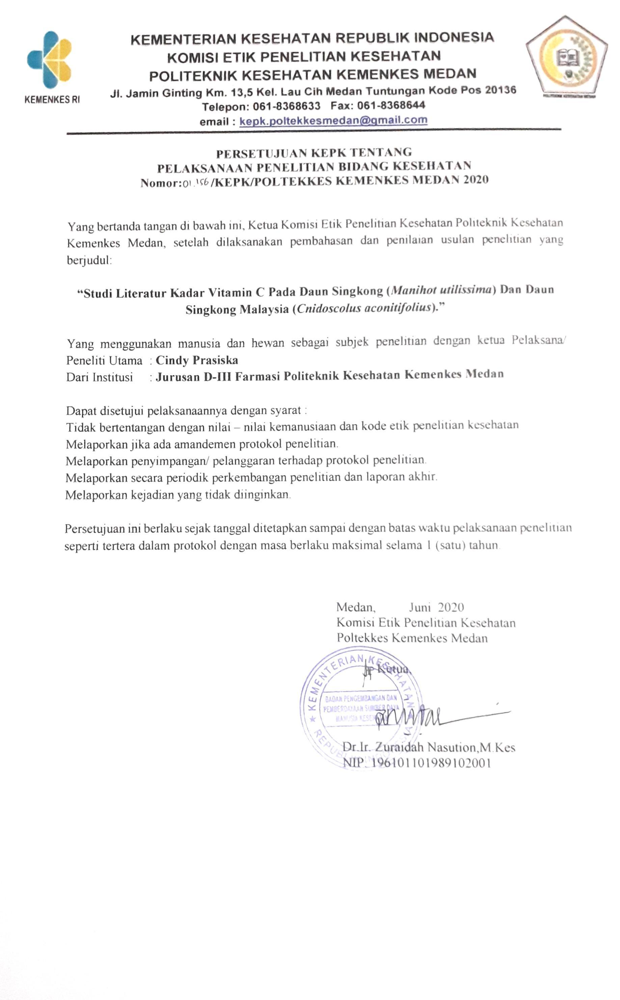 KEMENKES RI
KEMENTERIAN KESEHATAN REPUBLIK INDONESIA
KOMISI ETIK PENELITIAN KESEHATAN
POLITEKNIK KESEHATAN KEMENKES MEDAN
Jl. Jamin Ginting Km. 13,5 Kel. Lau Cih Medan Tuntungan Kode Pos 20136
Telepon: 061-8368633 Fax: 061-8368644
email : kepk.poltekkesmedan@gmail.com
PERSETUJUAN KEPK TENTANG
PELAKSANAAN PENELITIAN BIDANG KESEHATAN
Nomor:01.156/KEPK/POLTEKKES KEMENKES MEDAN 2020
Yang bertanda tangan di bawah ini, Ketua Komisi Etik Penelitian Kesehatan Politeknik Kesehatan
Kemenkes Medan, setelah dilaksanakan pembahasan dan penilaian usulan penelitian yang
berjudul:
“Studi Literatur Kadar Vitamin C Pada Daun Singkong (Manihot utilissima) Dan Daun
Singkong Malaysia (Cnidoscolus aconitifolius).”
Yang menggunakan manusia dan hewan sebagai subjek penelitian dengan ketua Pelaksana/
Peneliti Utama : Cindy Prasiska
Dari Institusi : Jurusan D-III Farmasi Politeknik Kesehatan Kemenkes Medan
Dapat disetujui pelaksanaannya dengan syarat :
Tidak bertentangan dengan nilai – nilai kemanusiaan dan kode etik penelitian kesehatan
Melaporkan jika ada amandemen protokol penelitian.
Melaporkan penyimpangan/ pelanggaran terhadap protokol penelitian.
Melaporkan secara periodik perkembangan penelitian dan laporan akhir.
Melaporkan kejadian yang tidak diinginkan.
Persetujuan ini berlaku sejak tanggal ditetapkan sampai dengan batas waktu pelaksanaan penelitian
seperti tertera dalam protokol dengan masa berlaku maksimal selama 1 (satu) tahun.
Medan, Juni 2020
Komisi Etik Penelitian Kesehatan
Poltekkes Kemenkes Medan
Ketua,
KEMENTERIAN KESEHATAN
BADAN PENGEMBANGAN DAN
PEMBERDAYAAN SUMBER DAYA
MANUSIA KESEHATAN
REPUBLIK INDONESIA
Dr.Ir. Zuraidah Nasution,M.Kes
NIP. 196101101989102001